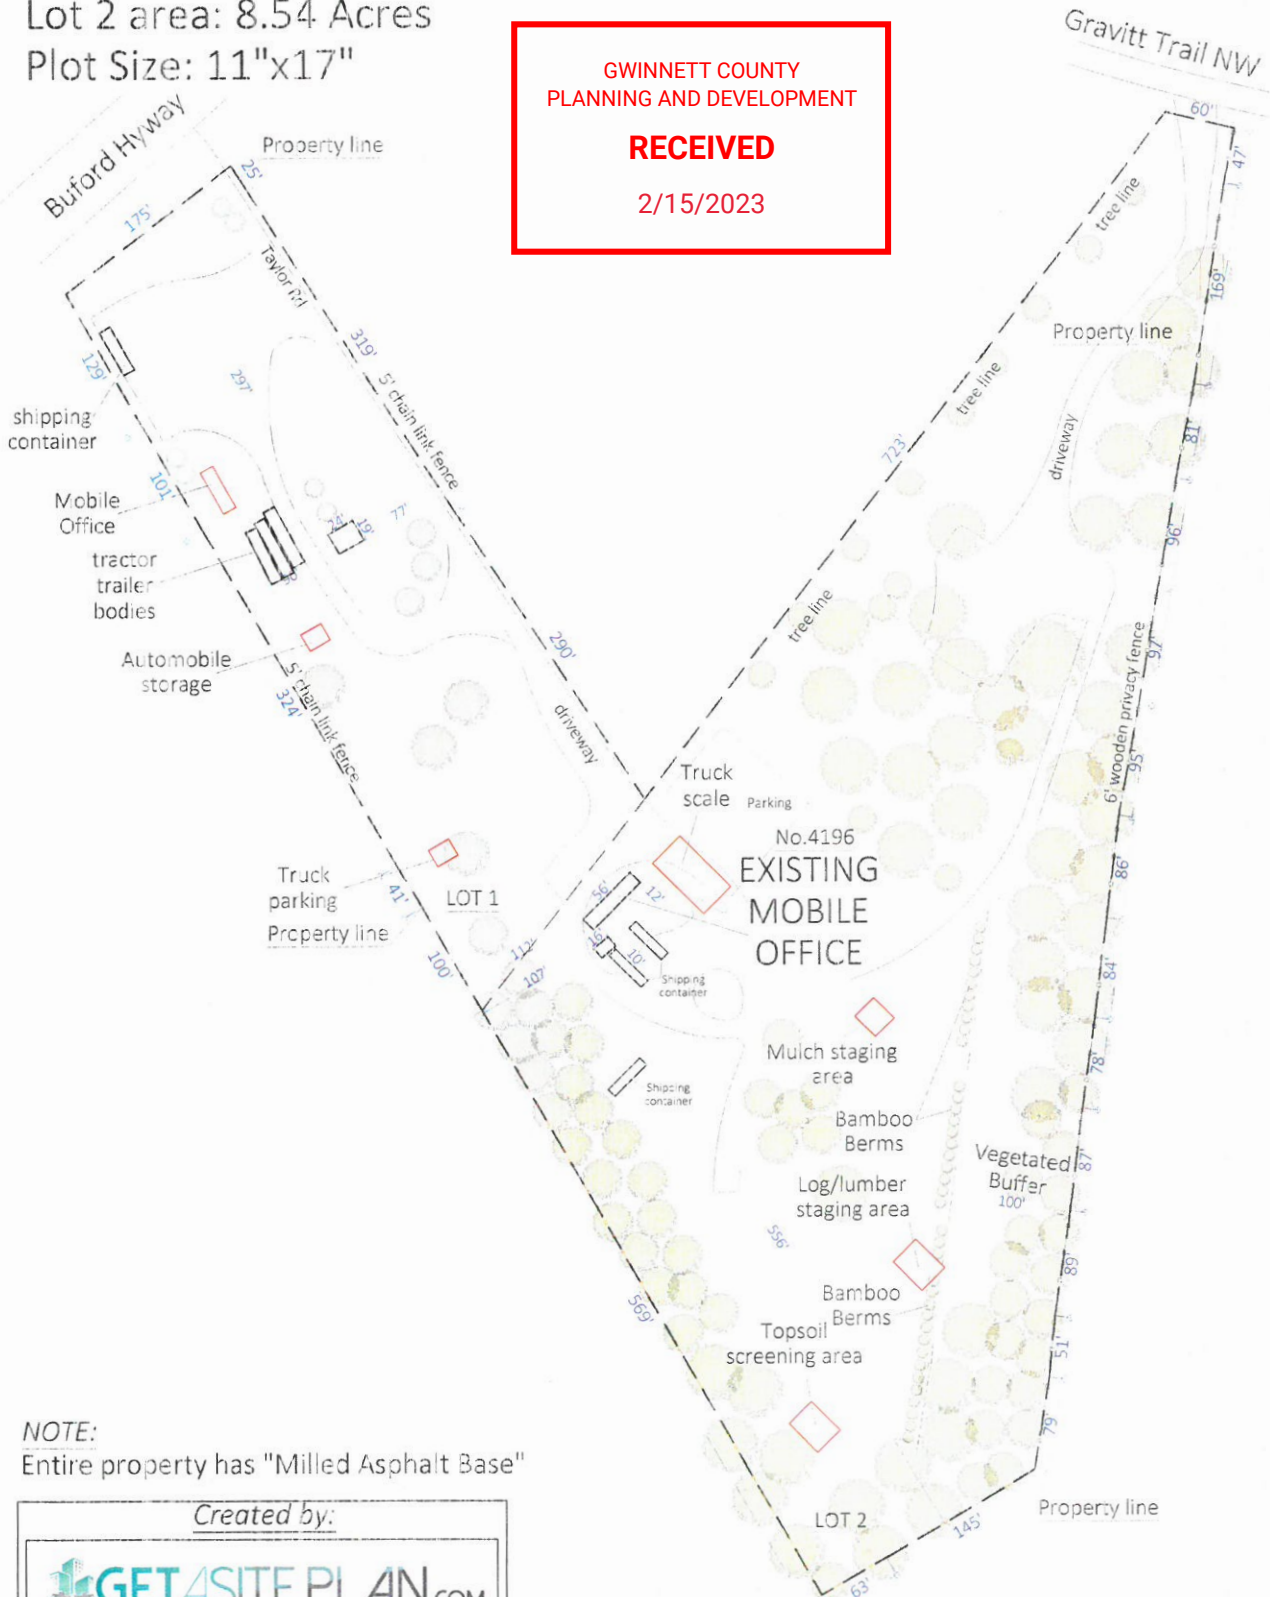 Lot 2 area: 8.54 Acres
Plot Size: 11"x17"
GWINNETT COUNTY
PLANNING AND DEVELOPMENT
RECEIVED
2/15/2023
Gravitt Trail NW
60'
47'
Buford Hyway
Property line
25'
175'
Taylor Rd
tree line
169'
Property line
319'
129'
297'
5' chain link fence
tree line
shipping
container
driveway
723'
81'
101'
Mobile
Office
77'
19'
96'
tractor
trailer
bodies
tree line
290'
97'
6' wooden privacy fence
Automobile
storage
5' chain link fence
324'
driveway
95'
Truck
scale
Parking
No.4196
EXISTING
MOBILE
OFFICE
86'
Truck
parking
41'
LOT 1
56'
12'
Property line
100'
112'
107'
10'
84'
Shipping
container
Mulch staging
area
78'
Shipping
container
Bamboo
Berms
Vegetated
Buffer
100'
87'
Log/lumber
staging area
556'
89'
Bamboo
Berms
569'
Topsoil
screening area
51'
79'
NOTE:
Entire property has "Milled Asphalt Base"
Created by:
LOT 2
145'
Property line
GETASITEPLAN.COM
63'